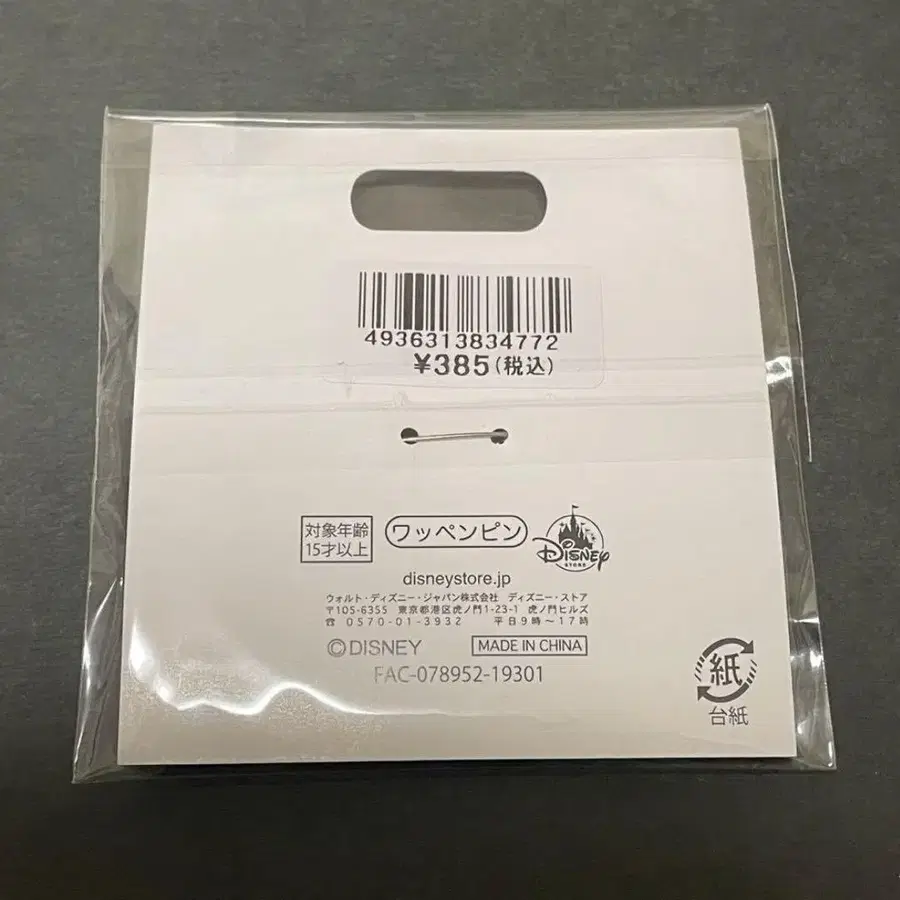 4936313834772
¥385(税込)
対象年齢
15才以上
ワッペンピン
Disney
STORE
disneystore.jp
ウォルト・ディズニー・ジャパン株式会社 ディズニー・ストア
〒105-6355 東京都港区虎ノ門1-23-1 虎ノ門ヒルズ
☎ 0570-01-3932 平日9時〜17時
©DISNEY MADE IN CHINA
FAC-078952-19301
紙
台紙